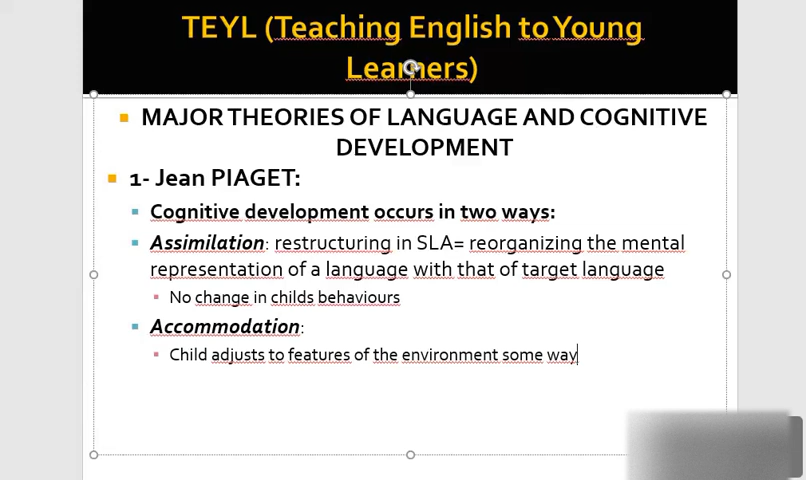 TEYL (Teaching English to Young
Learners)
MAJOR THEORIES OF LANGUAGE AND COGNITIVE
DEVELOPMENT
1- Jean PIAGET:
Cognitive development occurs in two ways:
Assimilation: restructuring in SLA= reorganizing the mental
representation of a language with that of target language
No change in childs behaviours
Accommodation:
Child adjusts to features of the environment some way